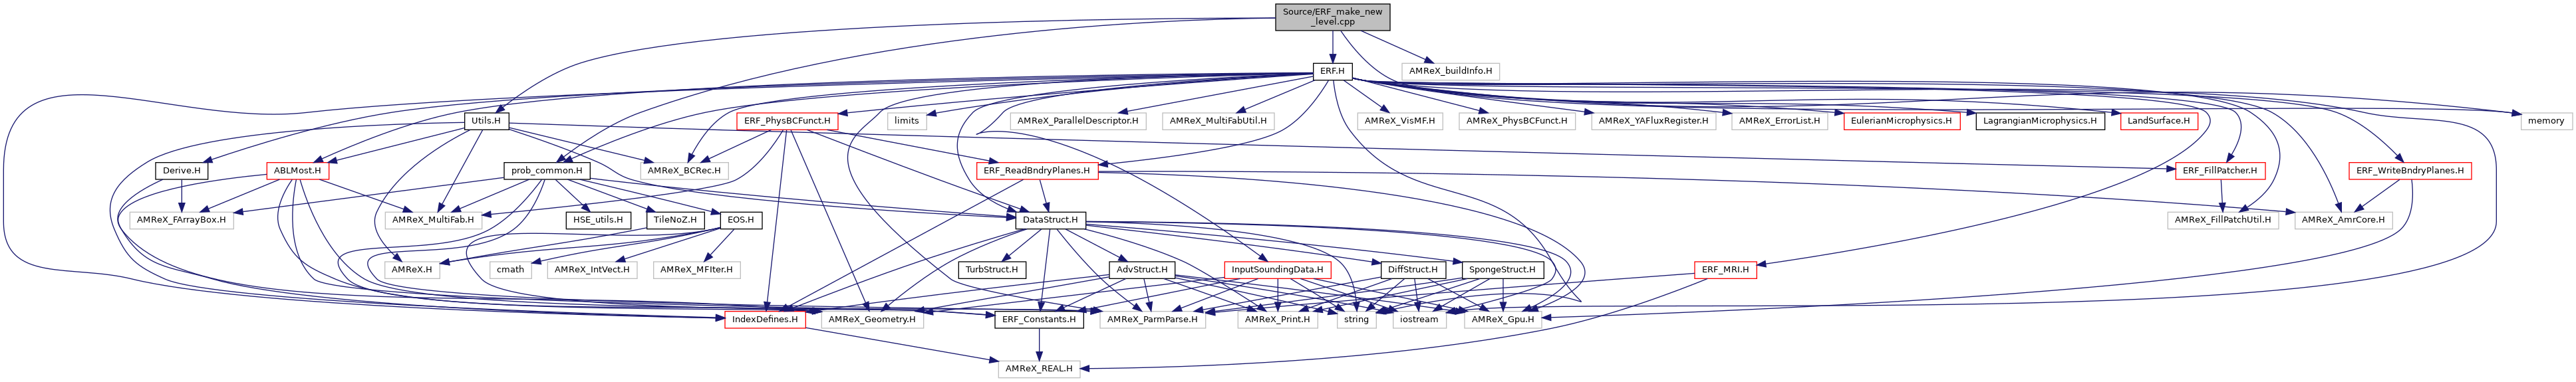 Source/ERF_make_new
_level.cpp
ERF.H
AMReX_buildInfo.H
Utils.H
ERF_PhysBCFunct.H
limits
AMReX_ParallelDescriptor.H
AMReX_MultiFabUtil.H
AMReX_VisMF.H
AMReX_PhysBCFunct.H
AMReX_YAFluxRegister.H
AMReX_ErrorList.H
EulerianMicrophysics.H
LagrangianMicrophysics.H
LandSurface.H
memory
Derive.H
ABLMost.H
prob_common.H
AMReX_BCRec.H
ERF_ReadBndryPlanes.H
ERF_FillPatcher.H
ERF_WriteBndryPlanes.H
AMReX_FArrayBox.H
AMReX_MultiFab.H
HSE_utils.H
TileNoZ.H
EOS.H
DataStruct.H
AMReX_FillPatchUtil.H
AMReX_AmrCore.H
AMReX.H
cmath
AMReX_IntVect.H
AMReX_MFIter.H
TurbStruct.H
AdvStruct.H
InputSoundingData.H
DiffStruct.H
SpongeStruct.H
ERF_MRI.H
IndexDefines.H
AMReX_Geometry.H
ERF_Constants.H
AMReX_ParmParse.H
AMReX_Print.H
string
iostream
AMReX_Gpu.H
AMReX_REAL.H